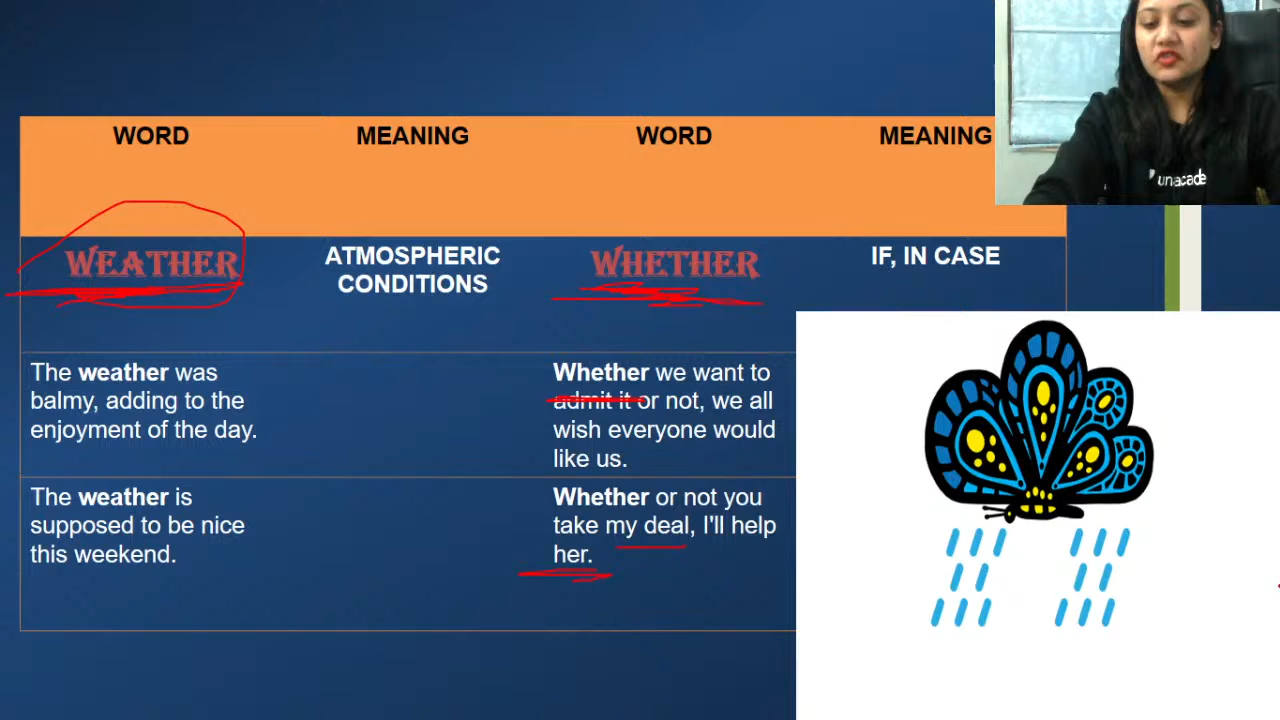 WORD
MEANING
WORD
MEANING
WEATHER
ATMOSPHERIC
CONDITIONS
WHETHER
IF, IN CASE
The weather was
balmy, adding to the
enjoyment of the day.
Whether we want to
admit it or not, we all
wish everyone would
like us.
The weather is
supposed to be nice
this weekend.
Whether or not you
take my deal, I'll help
her.
unacade